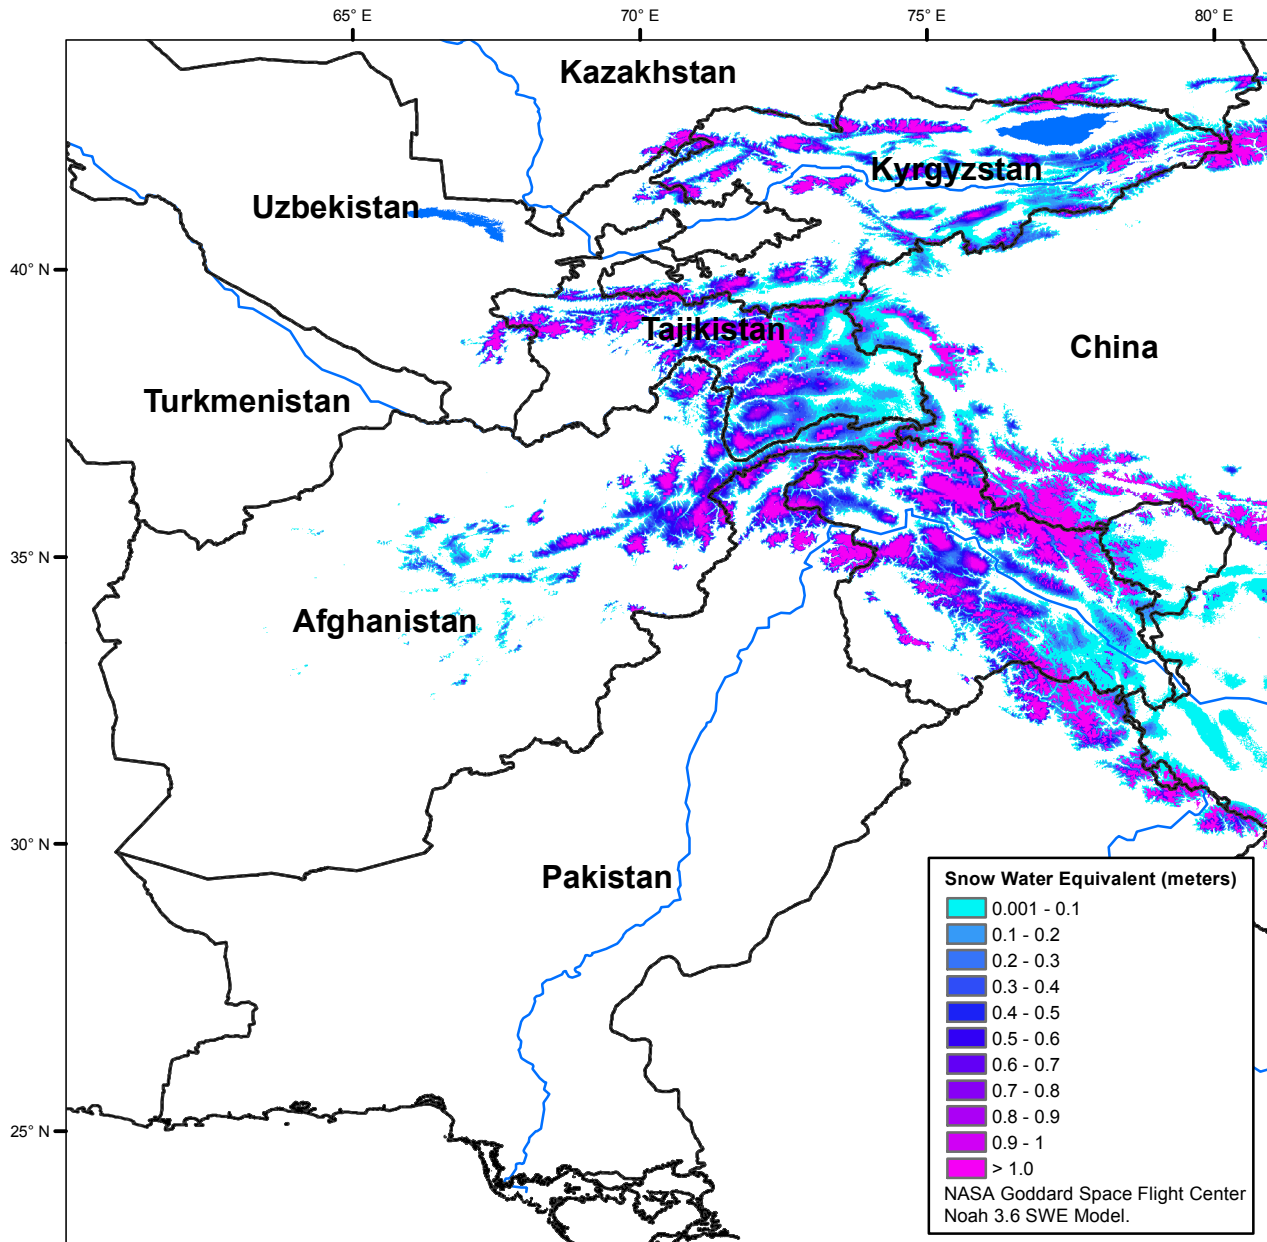 65° E
70° E
75° E
80° E
Kazakhstan
Kyrgyzstan
Uzbekistan
40° N
Tajikistan
China
Turkmenistan
35° N
Afghanistan
30° N
Pakistan
25° N
Snow Water Equivalent (meters)
0.001 - 0.1
0.1 - 0.2
0.2 - 0.3
0.3 - 0.4
0.4 - 0.5
0.5 - 0.6
0.6 - 0.7
0.7 - 0.8
0.8 - 0.9
0.9 - 1
> 1.0
NASA Goddard Space Flight Center
Noah 3.6 SWE Model.